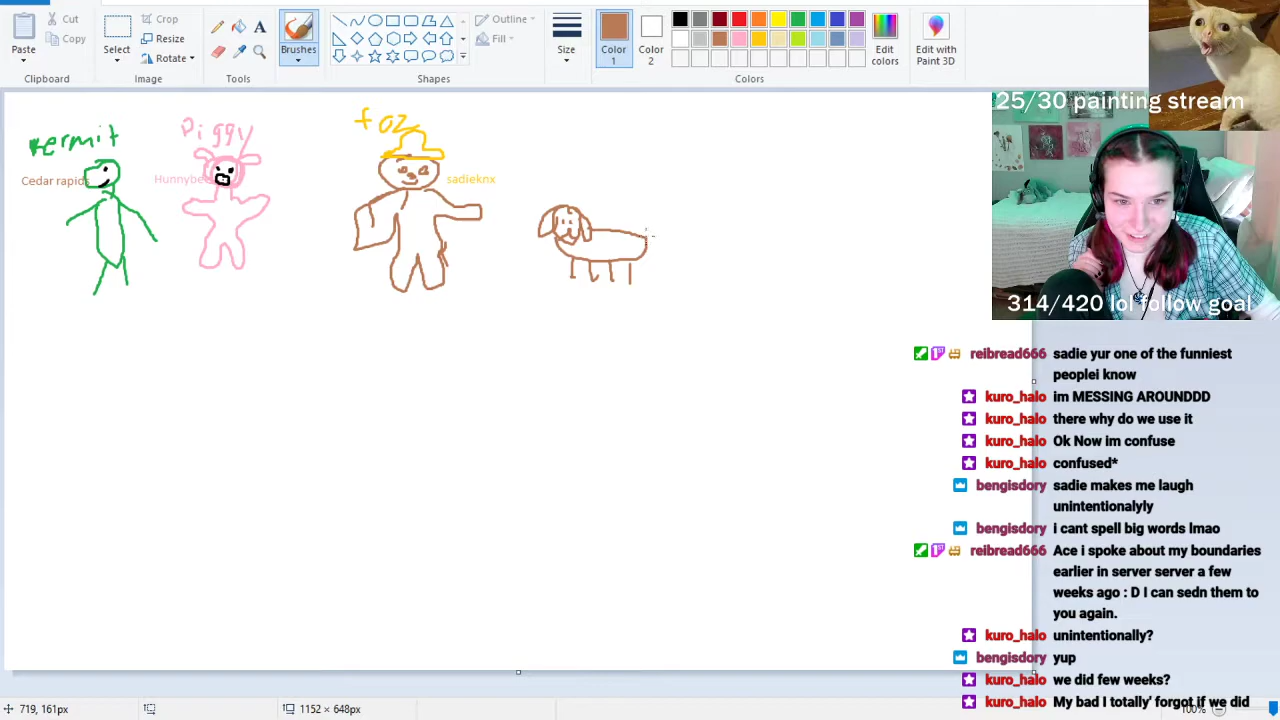 Cut
Crop
Copy
Resize
Paste
Select
Rotate
Brushes
Outline
Fill
Size
Color
1
Color
2
Edit
colors
Edit with
Paint 3D
Clipboard
Image
Tools
Shapes
Colors
25/30 painting stream
kermit
Piggy
foz
Cedar rapids
Hunnybee
sadieknx
314/420 lol follow goal
reibread666 sadie yur one of the funniest
peoplei know
kuro_halo im MESSING AROUNDDD
kuro_halo there why do we use it
kuro_halo Ok Now im confuse
kuro_halo confused*
bengisdory sadie makes me laugh
unintentionalyly
bengisdory i cant spell big words lmao
reibread666 Ace i spoke about my boundaries
earlier in server server a few
weeks ago : D I can sedn them to
you again.
kuro_halo unintentionally?
bengisdory yup
kuro_halo we did few weeks?
kuro_halo My bad I totally' forgot if we did
719, 161px
1152 × 648px
100%